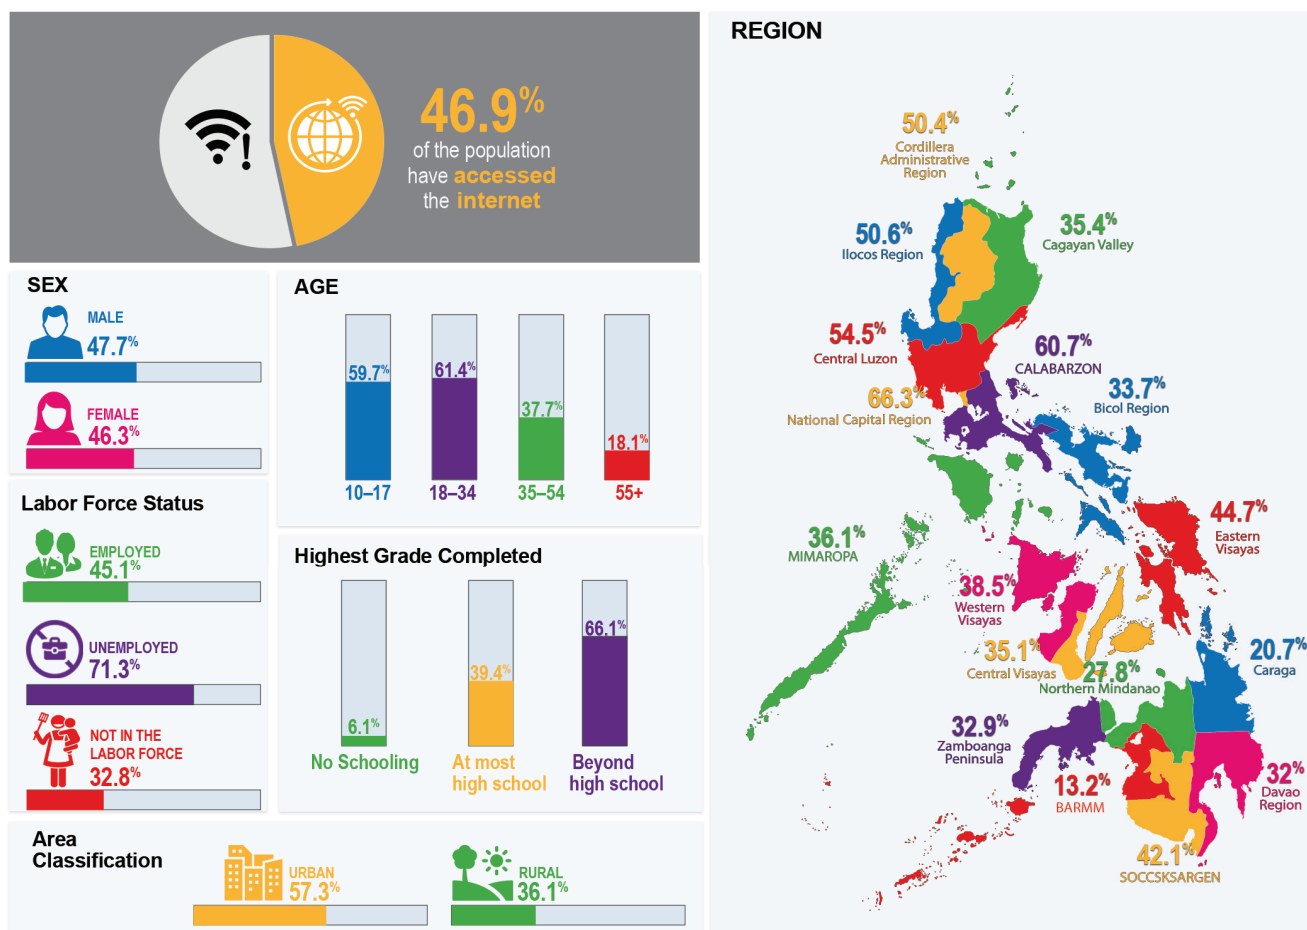 46.9%
of the population
have accessed
the internet
SEX
MALE
47.7%
FEMALE
46.3%
AGE
59.7%
61.4%
37.7%
18.1%
10–17
18–34
35–54
55+
Labor Force Status
EMPLOYED
45.1%
UNEMPLOYED
71.3%
NOT IN THE
LABOR FORCE
32.8%
Highest Grade Completed
6.1%
39.4%
66.1%
No Schooling
At most
high school
Beyond
high school
Area
Classification
URBAN
57.3%
RURAL
36.1%
REGION
50.4%
Cordillera
Administrative
Region
50.6%
Ilocos Region
35.4%
Cagayan Valley
54.5%
Central Luzon
60.7%
CALABARZON
66.3%
National Capital Region
33.7%
Bicol Region
36.1%
MIMAROPA
44.7%
Eastern
Visayas
38.5%
Western
Visayas
35.1%
Central Visayas
27.8%
Northern Mindanao
20.7%
Caraga
32.9%
Zamboanga
Peninsula
13.2%
BARMM
32%
Davao
Region
42.1%
SOCCSKSARGEN